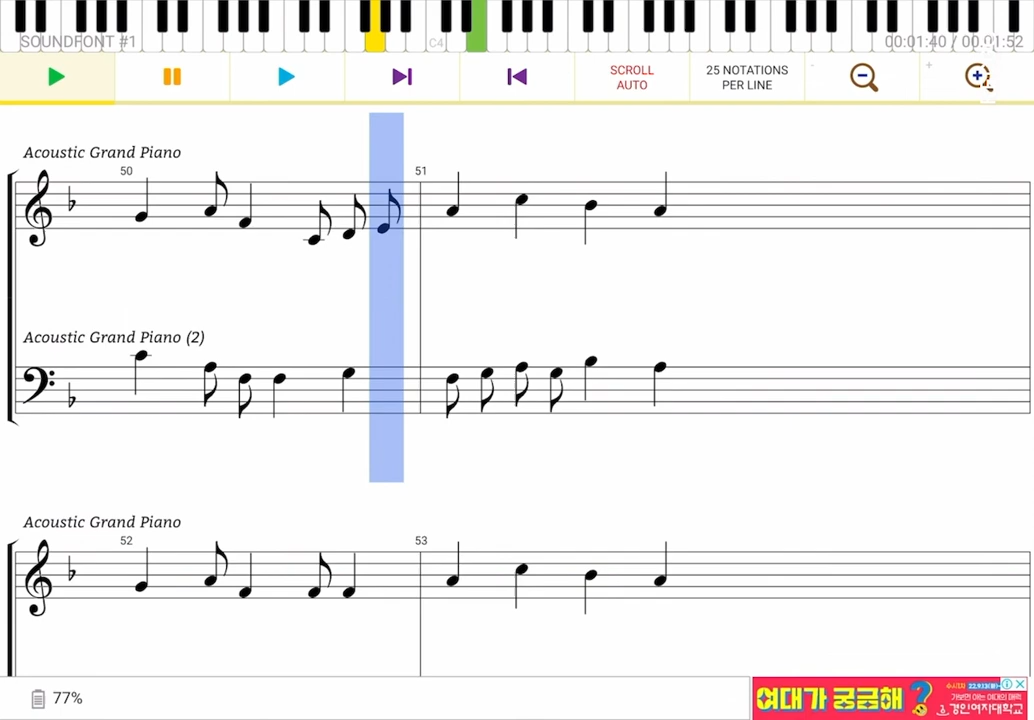 SOUNDFONT #1
C4
00:01:40 / 00:01:52
SCROLL
AUTO
25 NOTATIONS
PER LINE
Acoustic Grand Piano
50
51
Acoustic Grand Piano (2)
Acoustic Grand Piano
52
53
77%
여대가 궁금해?
경인여자대학교